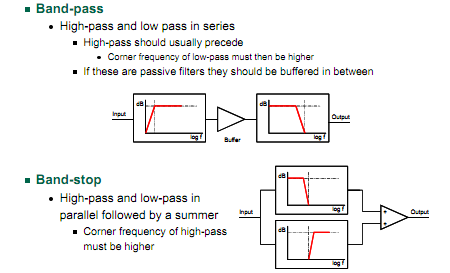 Band-pass
High-pass and low pass in series
High-pass should usually precede
Corner frequency of low-pass must then be higher
If these are passive filters they should be buffered in between
dB
dB
Input
Output
log f
log f
Buffer
dB
Band-stop
High-pass and low-pass in
parallel followed by a summer
Corner frequency of high-pass
must be higher
Input
log f
+
Output
+
dB
log f